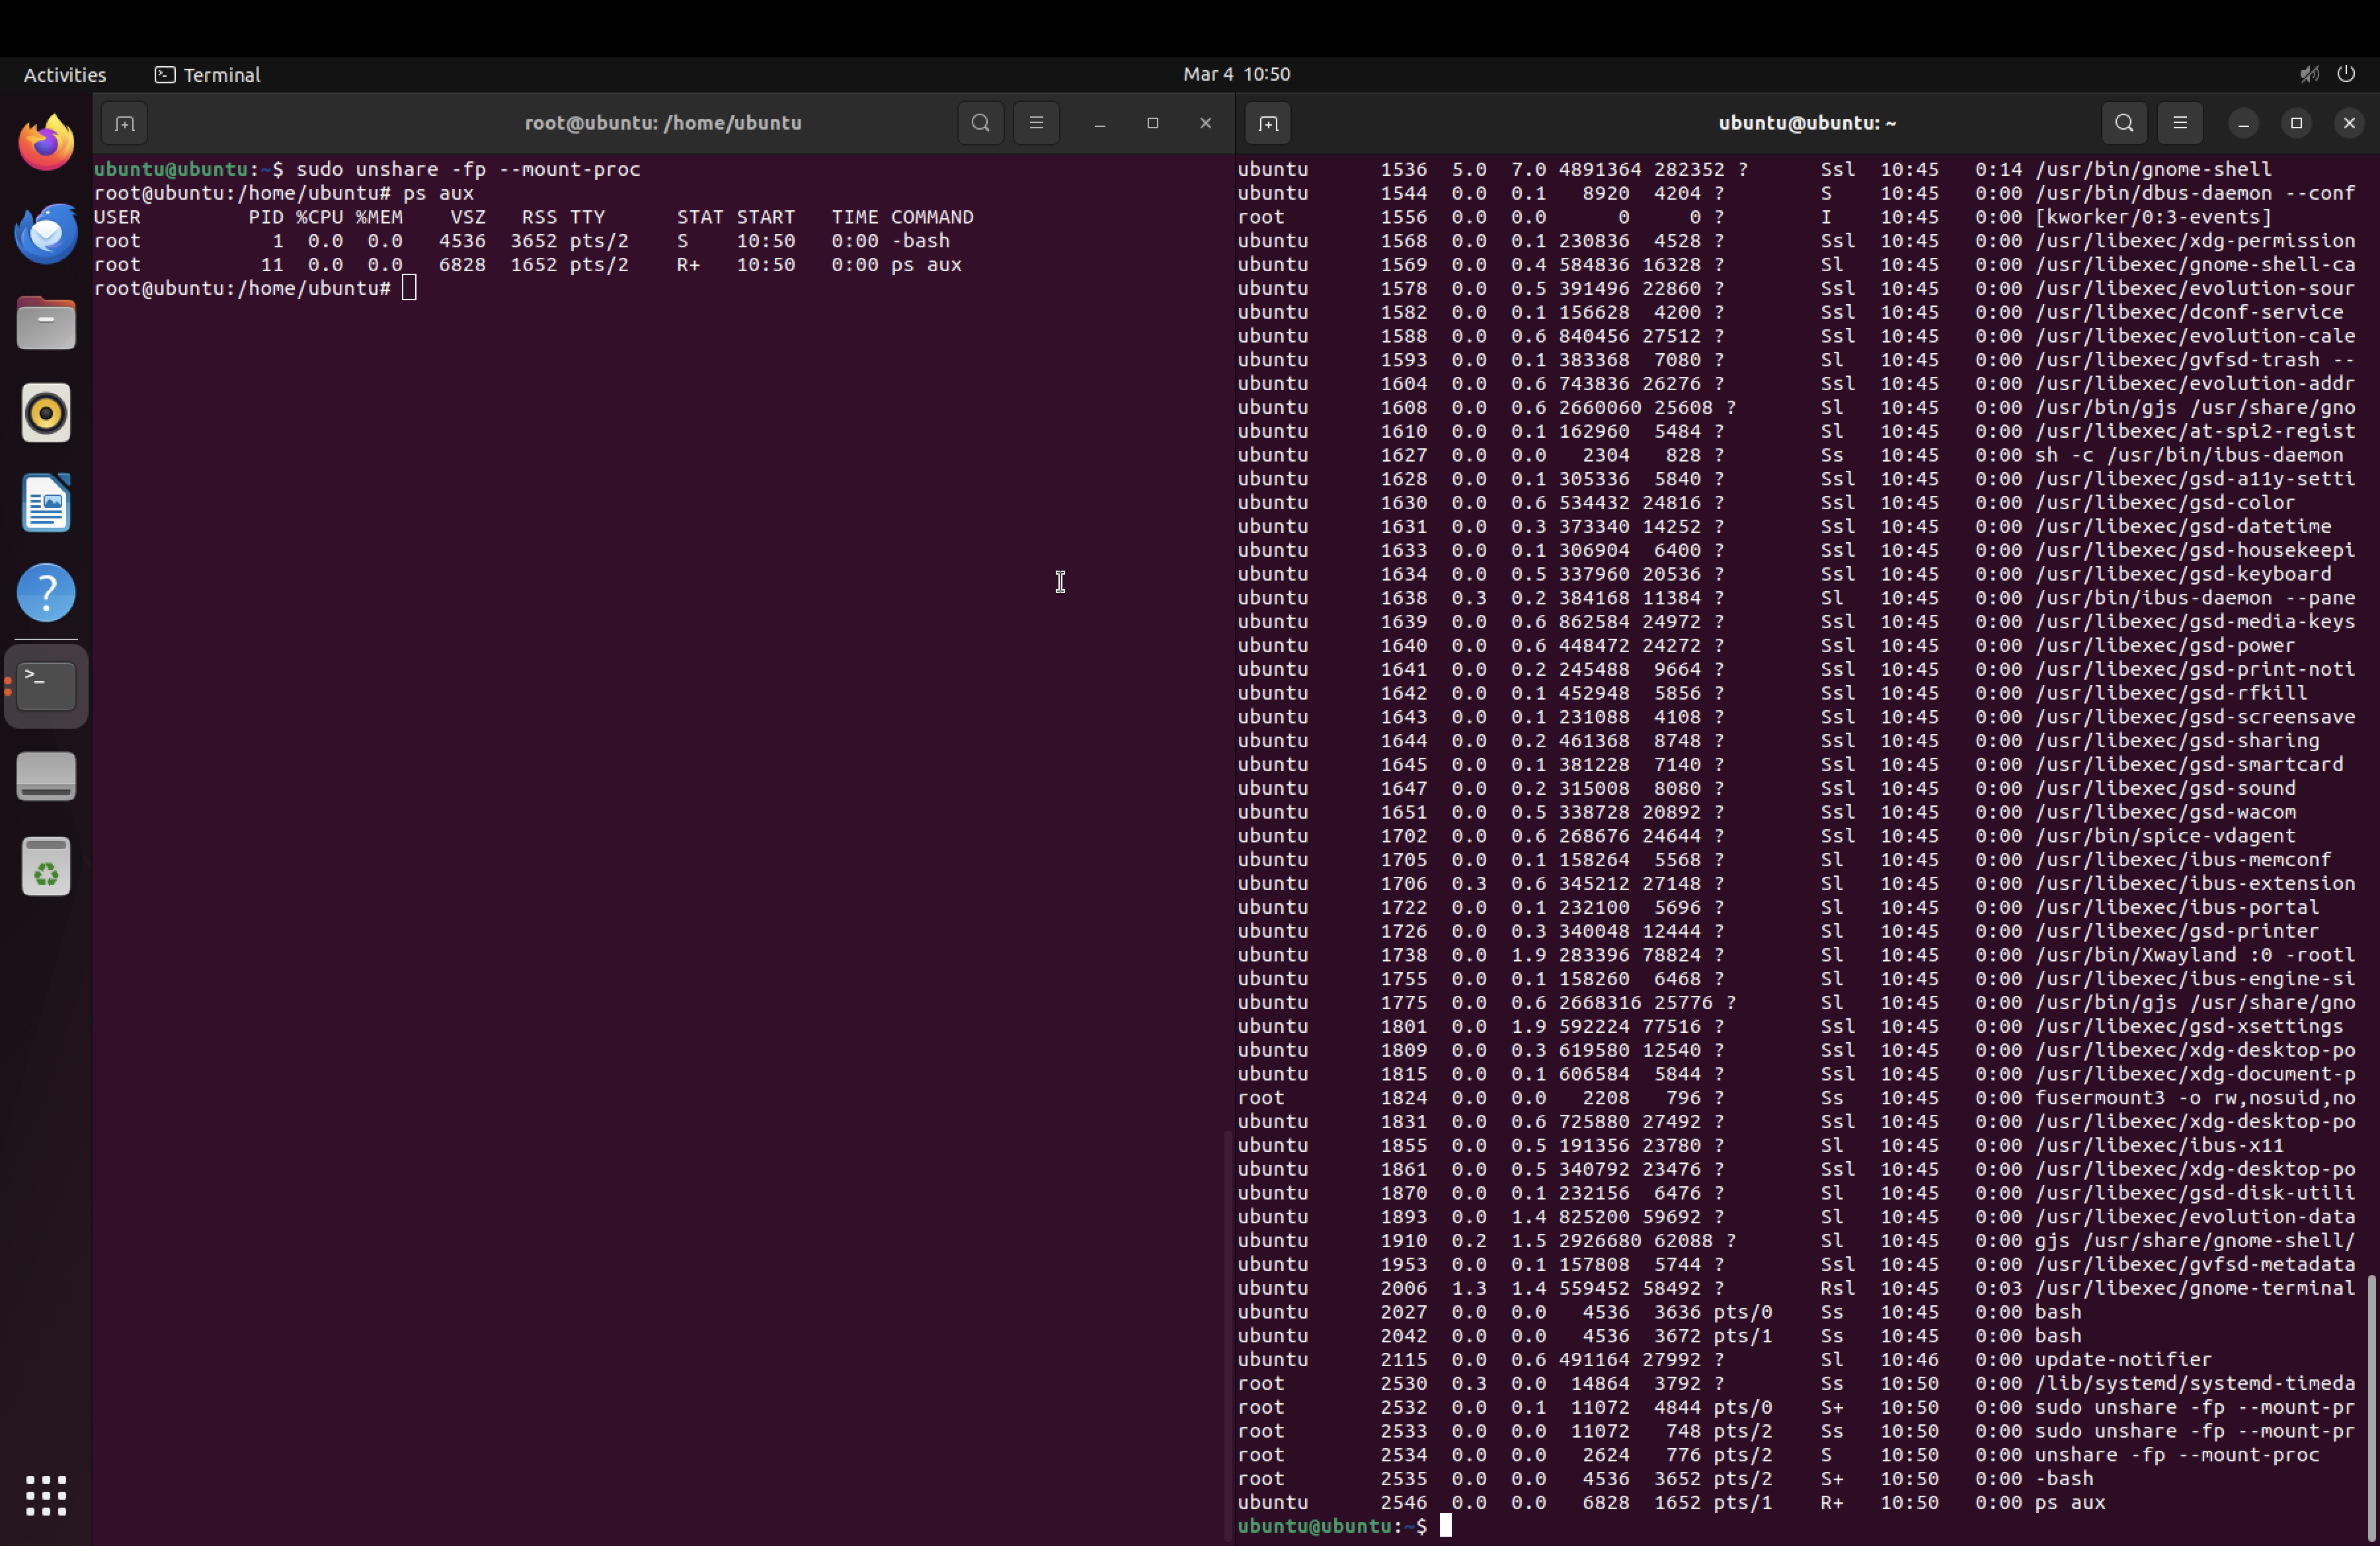 Activities
Terminal
Mar 4 10:50
root@ubuntu: /home/ubuntu
ubuntu@ubuntu:~$ sudo unshare -fp --mount-proc
root@ubuntu:/home/ubuntu# ps aux
USER         PID %CPU %MEM    VSZ   RSS TTY      STAT START   TIME COMMAND
root           1  0.0  0.0   4536  3652 pts/2    S    10:50   0:00 -bash
root          11  0.0  0.0   6828  1652 pts/2    R+   10:50   0:00 ps aux
root@ubuntu:/home/ubuntu#
ubuntu@ubuntu: ~
ubuntu      1536  5.0  7.0 4891364 282352 ?      Ssl  10:45   0:14 /usr/bin/gnome-shell
ubuntu      1544  0.0  0.1   8920  4204 ?        S    10:45   0:00 /usr/bin/dbus-daemon --conf
root        1556  0.0  0.0      0     0 ?        I    10:45   0:00 [kworker/0:3-events]
ubuntu      1568  0.0  0.1 230836  4528 ?        Ssl  10:45   0:00 /usr/libexec/xdg-permission
ubuntu      1569  0.0  0.4 584836 16328 ?        Sl   10:45   0:00 /usr/libexec/gnome-shell-ca
ubuntu      1578  0.0  0.5 391496 22860 ?        Ssl  10:45   0:00 /usr/libexec/evolution-sour
ubuntu      1582  0.0  0.1 156628  4200 ?        Ssl  10:45   0:00 /usr/libexec/dconf-service
ubuntu      1588  0.0  0.6 840456 27512 ?        Ssl  10:45   0:00 /usr/libexec/evolution-cale
ubuntu      1593  0.0  0.1 383368  7080 ?        Sl   10:45   0:00 /usr/libexec/gvfsd-trash --
ubuntu      1604  0.0  0.6 743836 26276 ?        Ssl  10:45   0:00 /usr/libexec/evolution-addr
ubuntu      1608  0.0  0.6 2660060 25608 ?       Sl   10:45   0:00 /usr/bin/gjs /usr/share/gno
ubuntu      1610  0.0  0.1 162960  5484 ?        Sl   10:45   0:00 /usr/libexec/at-spi2-regist
ubuntu      1627  0.0  0.0   2304   828 ?        Ss   10:45   0:00 sh -c /usr/bin/ibus-daemon
ubuntu      1628  0.0  0.1 305336  5840 ?        Ssl  10:45   0:00 /usr/libexec/gsd-a11y-setti
ubuntu      1630  0.0  0.6 534432 24816 ?        Ssl  10:45   0:00 /usr/libexec/gsd-color
ubuntu      1631  0.0  0.3 373340 14252 ?        Ssl  10:45   0:00 /usr/libexec/gsd-datetime
ubuntu      1633  0.0  0.1 306904  6400 ?        Ssl  10:45   0:00 /usr/libexec/gsd-housekeepi
ubuntu      1634  0.0  0.5 337960 20536 ?        Ssl  10:45   0:00 /usr/libexec/gsd-keyboard
ubuntu      1638  0.3  0.2 384168 11384 ?        Sl   10:45   0:00 /usr/bin/ibus-daemon --pane
ubuntu      1639  0.0  0.6 862584 24972 ?        Ssl  10:45   0:00 /usr/libexec/gsd-media-keys
ubuntu      1640  0.0  0.6 448472 24272 ?        Ssl  10:45   0:00 /usr/libexec/gsd-power
ubuntu      1641  0.0  0.2 245488  9664 ?        Ssl  10:45   0:00 /usr/libexec/gsd-print-noti
ubuntu      1642  0.0  0.1 452948  5856 ?        Ssl  10:45   0:00 /usr/libexec/gsd-rfkill
ubuntu      1643  0.0  0.1 231088  4108 ?        Ssl  10:45   0:00 /usr/libexec/gsd-screensave
ubuntu      1644  0.0  0.2 461368  8748 ?        Ssl  10:45   0:00 /usr/libexec/gsd-sharing
ubuntu      1645  0.0  0.1 381228  7140 ?        Ssl  10:45   0:00 /usr/libexec/gsd-smartcard
ubuntu      1647  0.0  0.2 315008  8080 ?        Ssl  10:45   0:00 /usr/libexec/gsd-sound
ubuntu      1651  0.0  0.5 338728 20892 ?        Ssl  10:45   0:00 /usr/libexec/gsd-wacom
ubuntu      1702  0.0  0.6 268676 24644 ?        Ssl  10:45   0:00 /usr/bin/spice-vdagent
ubuntu      1705  0.0  0.1 158264  5568 ?        Sl   10:45   0:00 /usr/libexec/ibus-memconf
ubuntu      1706  0.3  0.6 345212 27148 ?        Sl   10:45   0:00 /usr/libexec/ibus-extension
ubuntu      1722  0.0  0.1 232100  5696 ?        Sl   10:45   0:00 /usr/libexec/ibus-portal
ubuntu      1726  0.0  0.3 340048 12444 ?        Sl   10:45   0:00 /usr/libexec/gsd-printer
ubuntu      1738  0.0  1.9 283396 78824 ?        Sl   10:45   0:00 /usr/bin/Xwayland :0 -rootl
ubuntu      1755  0.0  0.1 158260  6468 ?        Sl   10:45   0:00 /usr/libexec/ibus-engine-si
ubuntu      1775  0.0  0.6 2668316 25776 ?       Sl   10:45   0:00 /usr/bin/gjs /usr/share/gno
ubuntu      1801  0.0  1.9 592224 77516 ?        Ssl  10:45   0:00 /usr/libexec/gsd-xsettings
ubuntu      1809  0.0  0.3 619580 12540 ?        Ssl  10:45   0:00 /usr/libexec/xdg-desktop-po
ubuntu      1815  0.0  0.1 606584  5844 ?        Ssl  10:45   0:00 /usr/libexec/xdg-document-p
root        1824  0.0  0.0   2208   796 ?        Ss   10:45   0:00 fusermount3 -o rw,nosuid,no
ubuntu      1831  0.0  0.6 725880 27492 ?        Ssl  10:45   0:00 /usr/libexec/xdg-desktop-po
ubuntu      1855  0.0  0.5 191356 23780 ?        Sl   10:45   0:00 /usr/libexec/ibus-x11
ubuntu      1861  0.0  0.5 340792 23476 ?        Ssl  10:45   0:00 /usr/libexec/xdg-desktop-po
ubuntu      1870  0.0  0.1 232156  6476 ?        Sl   10:45   0:00 /usr/libexec/gsd-disk-utili
ubuntu      1893  0.0  1.4 825200 59692 ?        Sl   10:45   0:00 /usr/libexec/evolution-data
ubuntu      1910  0.2  1.5 2926680 62088 ?       Sl   10:45   0:00 gjs /usr/share/gnome-shell/
ubuntu      1953  0.0  0.1 157808  5744 ?        Ssl  10:45   0:00 /usr/libexec/gvfsd-metadata
ubuntu      2006  1.3  1.4 559452 58492 ?        Rsl  10:45   0:03 /usr/libexec/gnome-terminal
ubuntu      2027  0.0  0.0   4536  3636 pts/0    Ss   10:45   0:00 bash
ubuntu      2042  0.0  0.0   4536  3672 pts/1    Ss   10:45   0:00 bash
ubuntu      2115  0.0  0.6 491164 27992 ?        Sl   10:46   0:00 update-notifier
root        2530  0.3  0.0  14864  3792 ?        Ss   10:50   0:00 /lib/systemd/systemd-timeda
root        2532  0.0  0.1  11072  4844 pts/0    S+   10:50   0:00 sudo unshare -fp --mount-pr
root        2533  0.0  0.0  11072   748 pts/2    Ss   10:50   0:00 sudo unshare -fp --mount-pr
root        2534  0.0  0.0   2624   776 pts/2    S    10:50   0:00 unshare -fp --mount-proc
root        2535  0.0  0.0   4536  3652 pts/2    S+   10:50   0:00 -bash
ubuntu      2546  0.0  0.0   6828  1652 pts/1    R+   10:50   0:00 ps aux
ubuntu@ubuntu:~$